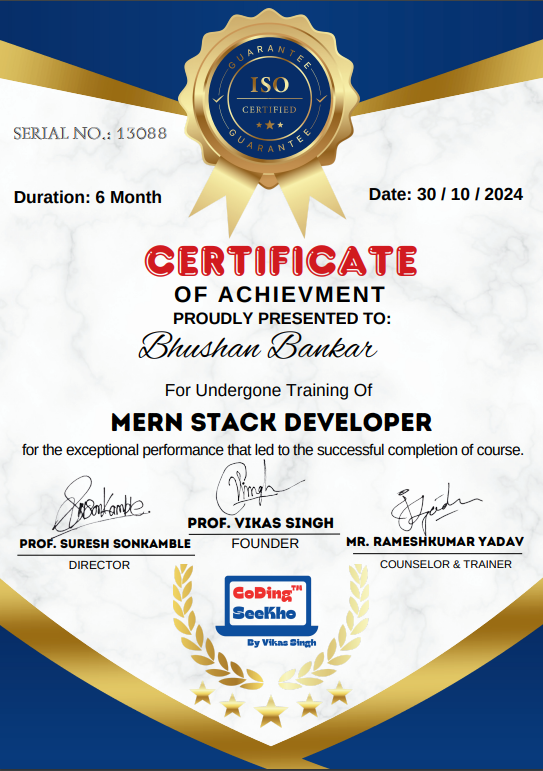 GUARANTEE
ISO
CERTIFIED
GUARANTEE
SERIAL NO.: 13088
Duration: 6 Month
Date: 30 / 10 / 2024
CERTIFICATE
OF ACHIEVMENT
PROUDLY PRESENTED TO:
Bhushan Bankar
For Undergone Training Of
MERN STACK DEVELOPER
for the exceptional performance that led to the successful completion of course.
PROF. SURESH SONKAMBLE
DIRECTOR
PROF. VIKAS SINGH
FOUNDER
MR. RAMESHKUMAR YADAV
COUNSELOR & TRAINER
CoDing™
SeeKho
By Vikas Singh